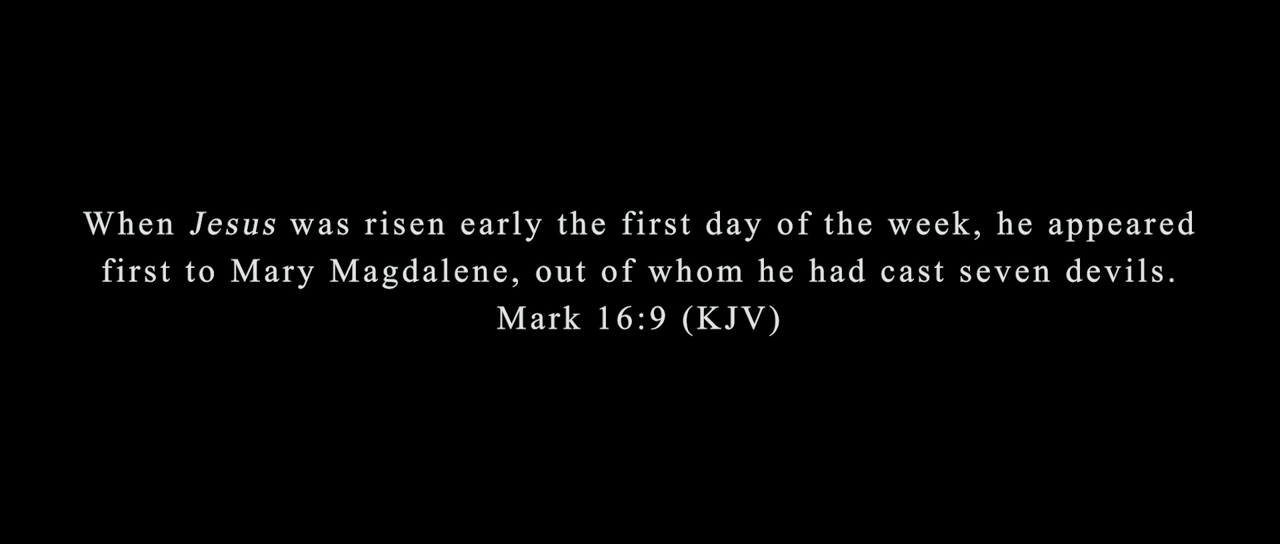 When Jesus was risen early the first day of the week, he appeared
first to Mary Magdalene, out of whom he had cast seven devils.
Mark 16:9 (KJV)